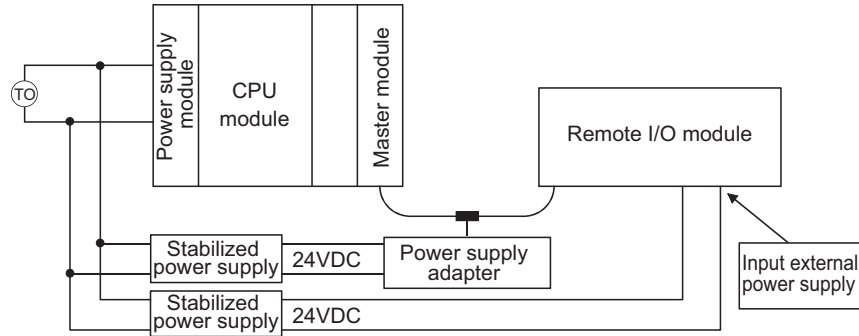 Power supply
module
CPU
module
Master module
Remote I/O module
TO
Stabilized
power supply
24VDC
Power supply
adapter
Input external
power supply
Stabilized
power supply
24VDC